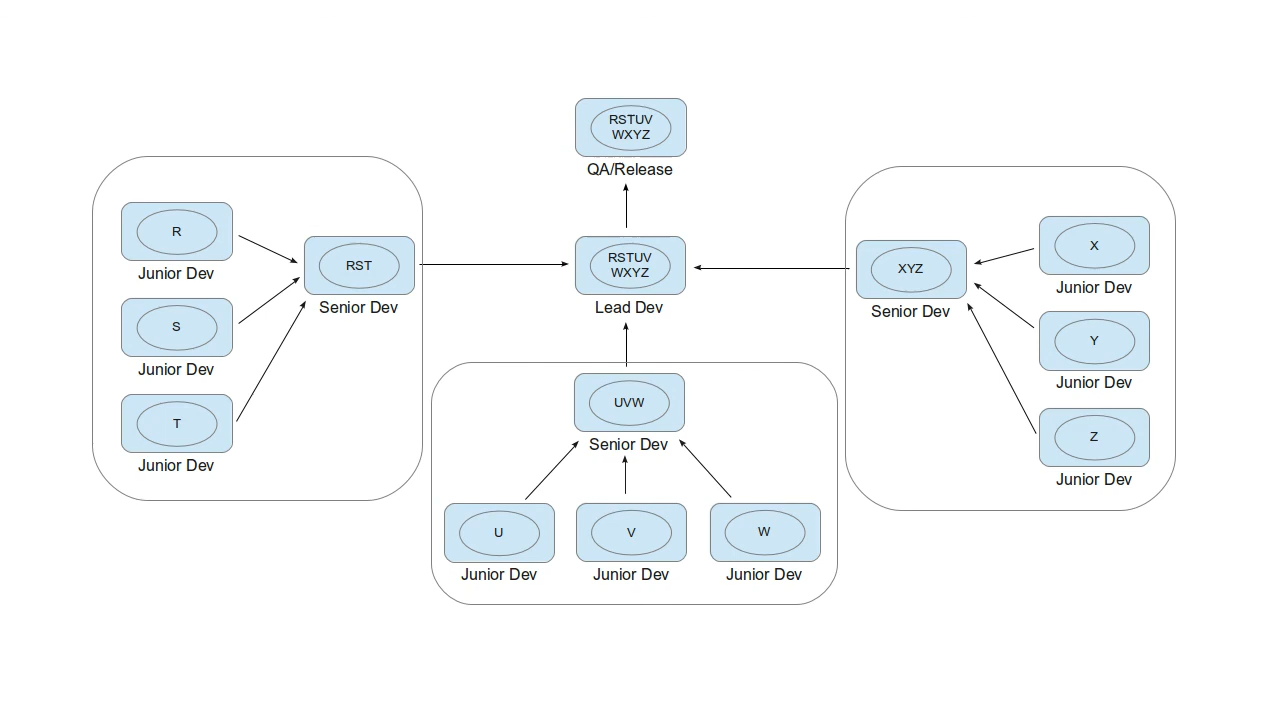 RSTUV
WXYZ
QA/Release
R
Junior Dev
S
Junior Dev
T
Junior Dev
RST
Senior Dev
RSTUV
WXYZ
Lead Dev
XYZ
Senior Dev
X
Junior Dev
Y
Junior Dev
Z
Junior Dev
UVW
Senior Dev
U
Junior Dev
V
Junior Dev
W
Junior Dev